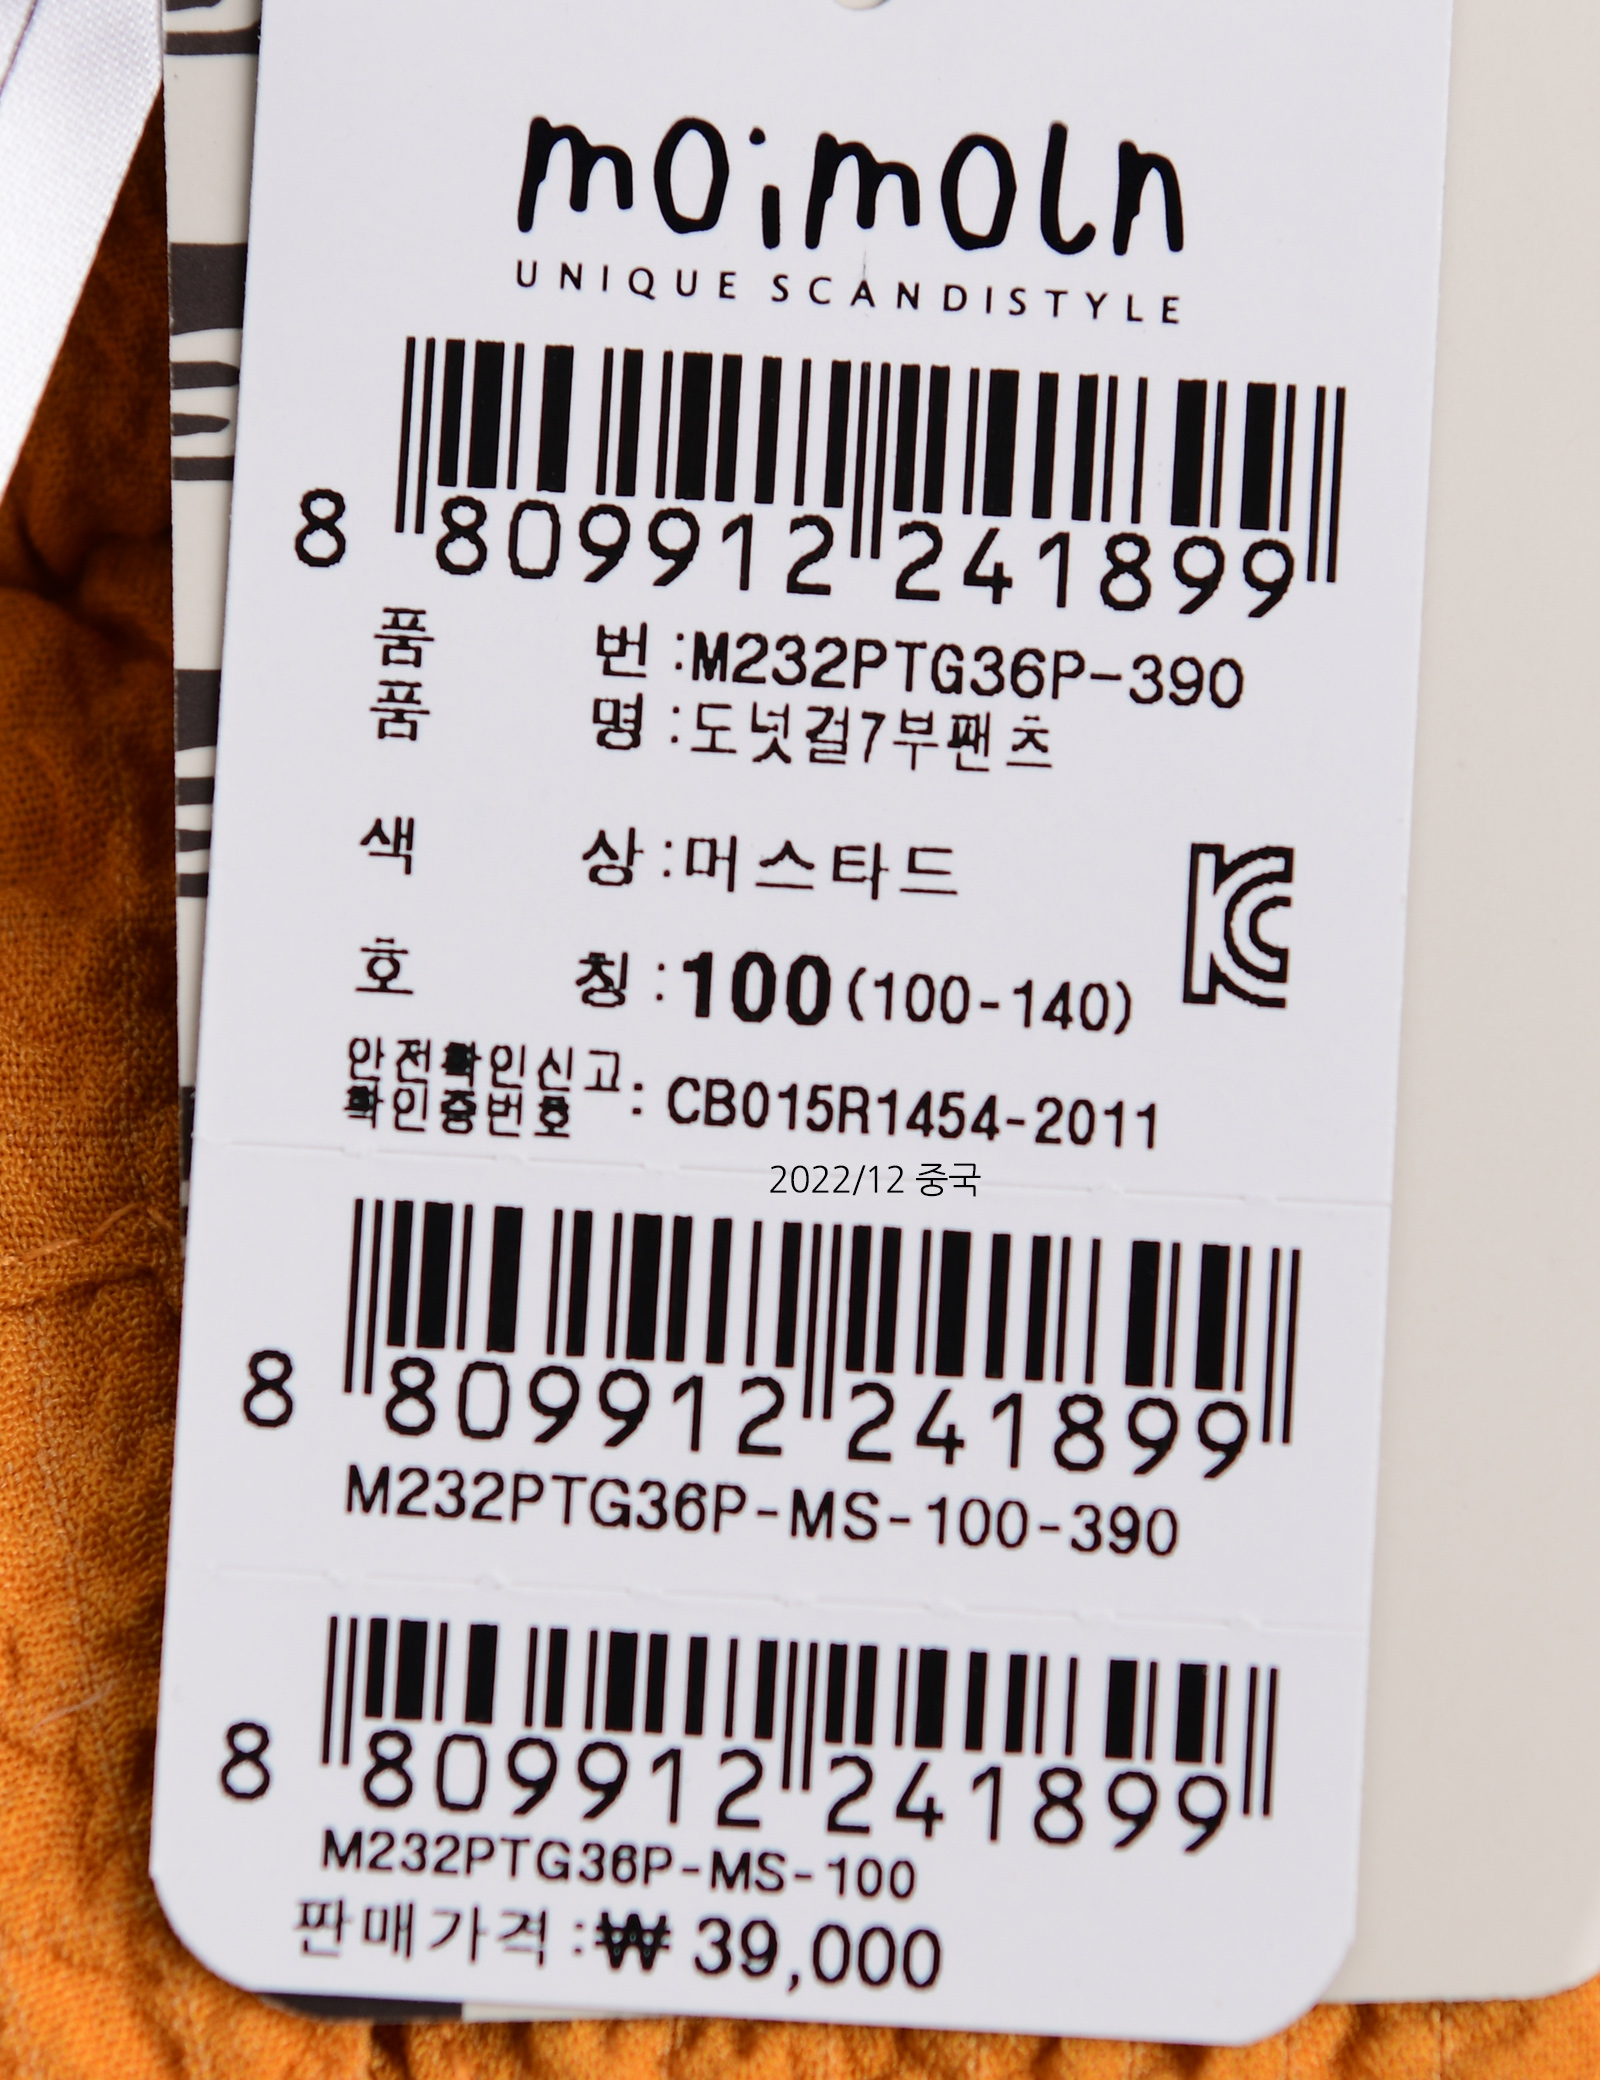 moimoln
UNIQUE SCANDISTYLE
8 809912 241899
품 번 :M232PTG36P-390
품 명 :도넛걸7부팬츠
색 상 :머스타드
호 칭 :100(100-140)
안전확인신고
확인증번호 : CB015R1454-2011
2022/12 중국
8 809912 241899
M232PTG36P-MS-100-390
8 809912 241899
M232PTG36P-MS-100
판매가격 :₩ 39,000